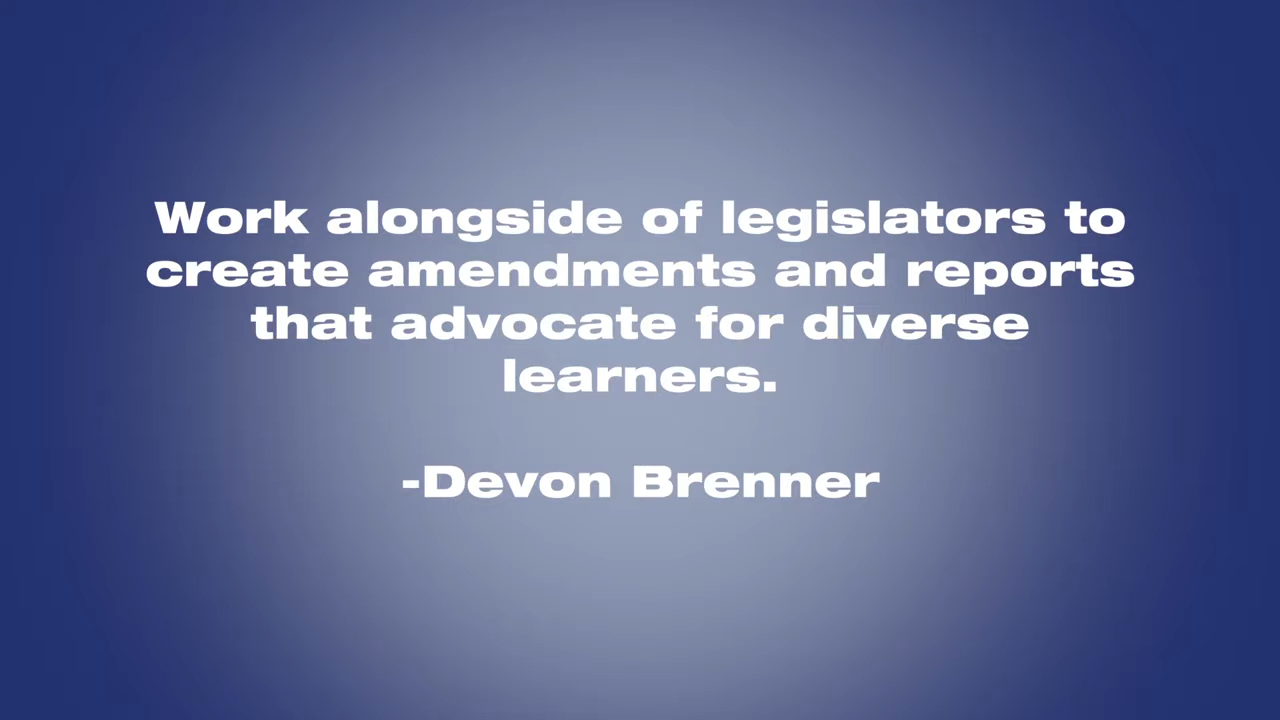 Work alongside of legislators to
create amendments and reports
that advocate for diverse
learners.
-Devon Brenner